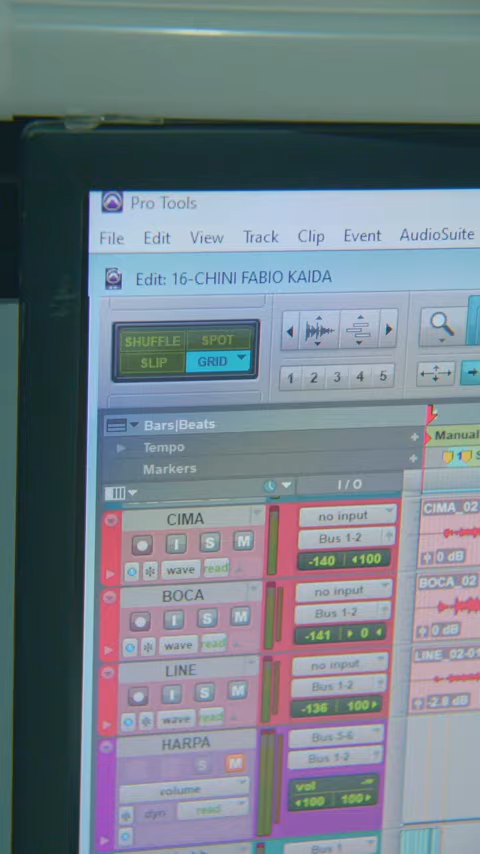 Pro Tools
File Edit View Track Clip Event AudioSuite
Edit: 16-CHINI FABIO KAIDA
SHUFFLE SPOT
SLIP GRID
1 2 3 4 5
Bars|Beats
Tempo
Manual
Markers
I / O
CIMA
no input
CIMA_02
I S M
Bus 1-2
wave read
-140 100
0 dB
BOCA
no input
BOCA_02
I S M
Bus 1-2
wave read
-141 0
0 dB
LINE
no input
LINE_02-01
I S M
Bus 1-2
wave read
-136 100
-2.8 dB
HARPA
Bus 5-6
S M
Bus 1-2
volume
vol
dyn read
100 100
Bus 1